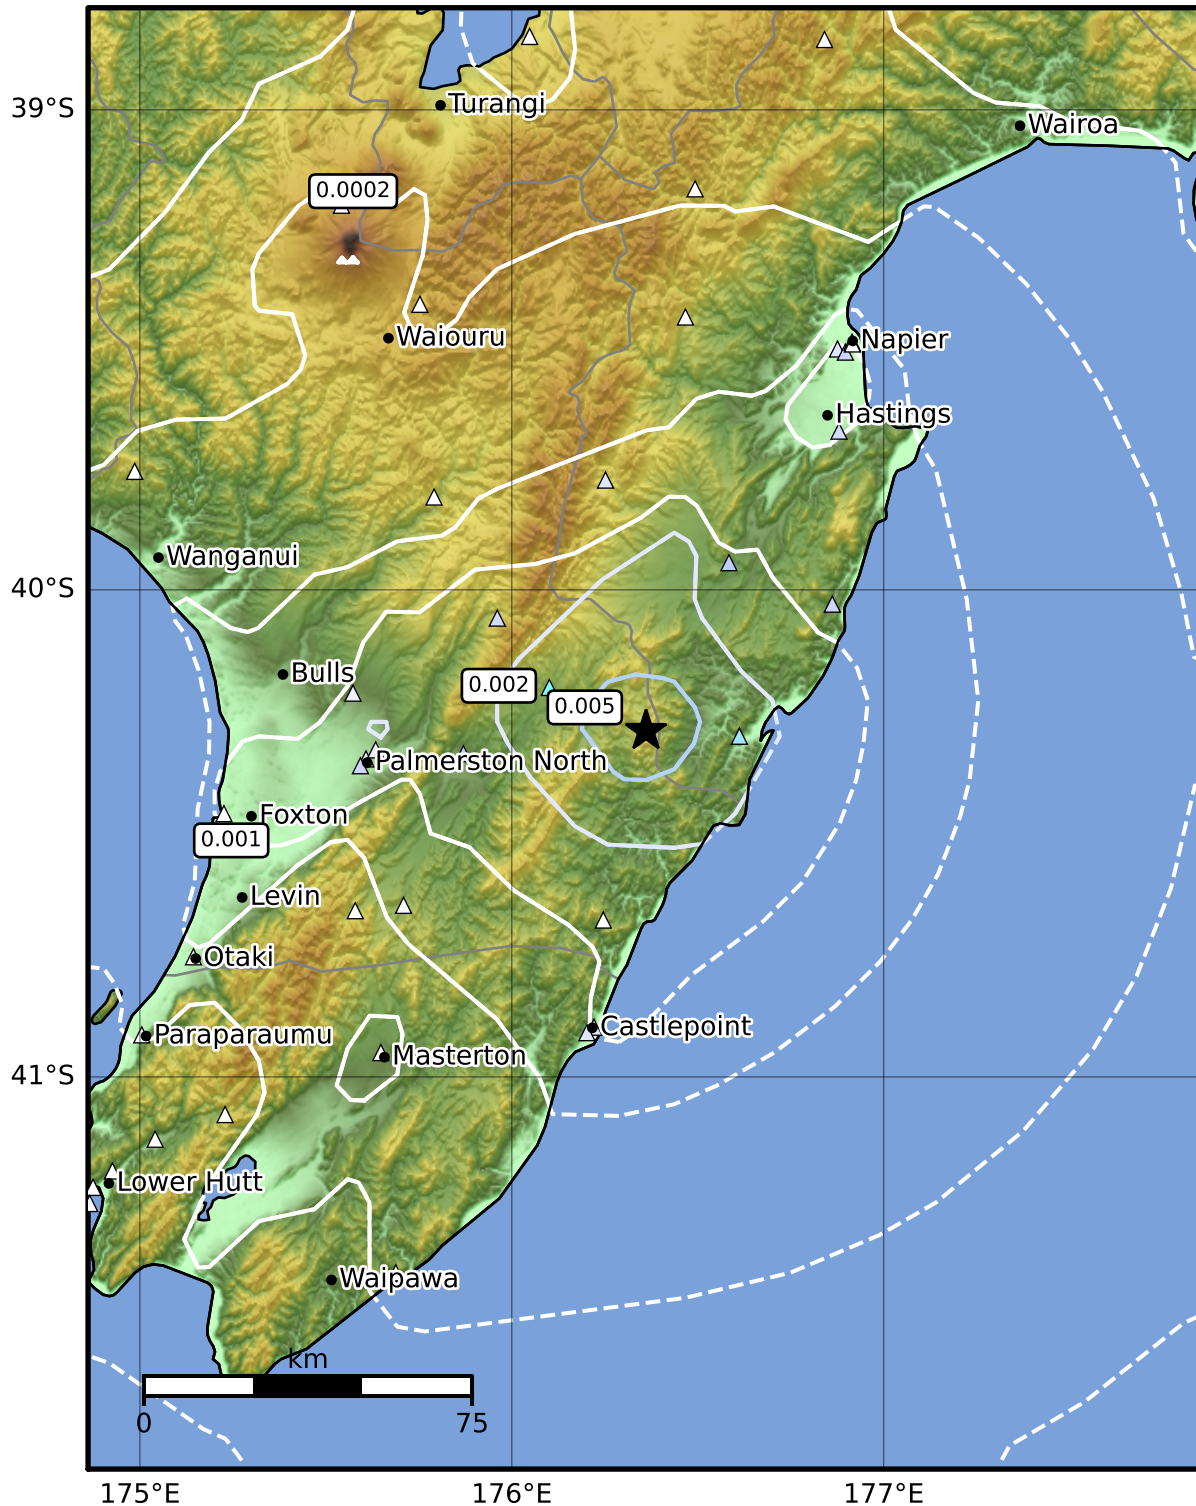 39°S
Turangi
Wairoa
0.0002
Waiouru
Napier
Hastings
Wanganui
40°S
Bulls
0.002
0.005
Palmerston North
Foxton
0.001
Levin
Otaki
Castlepoint
Paraparaumu
Masterton
41°S
Lower Hutt
Waipawa
km
0 75
175°E 176°E 177°E